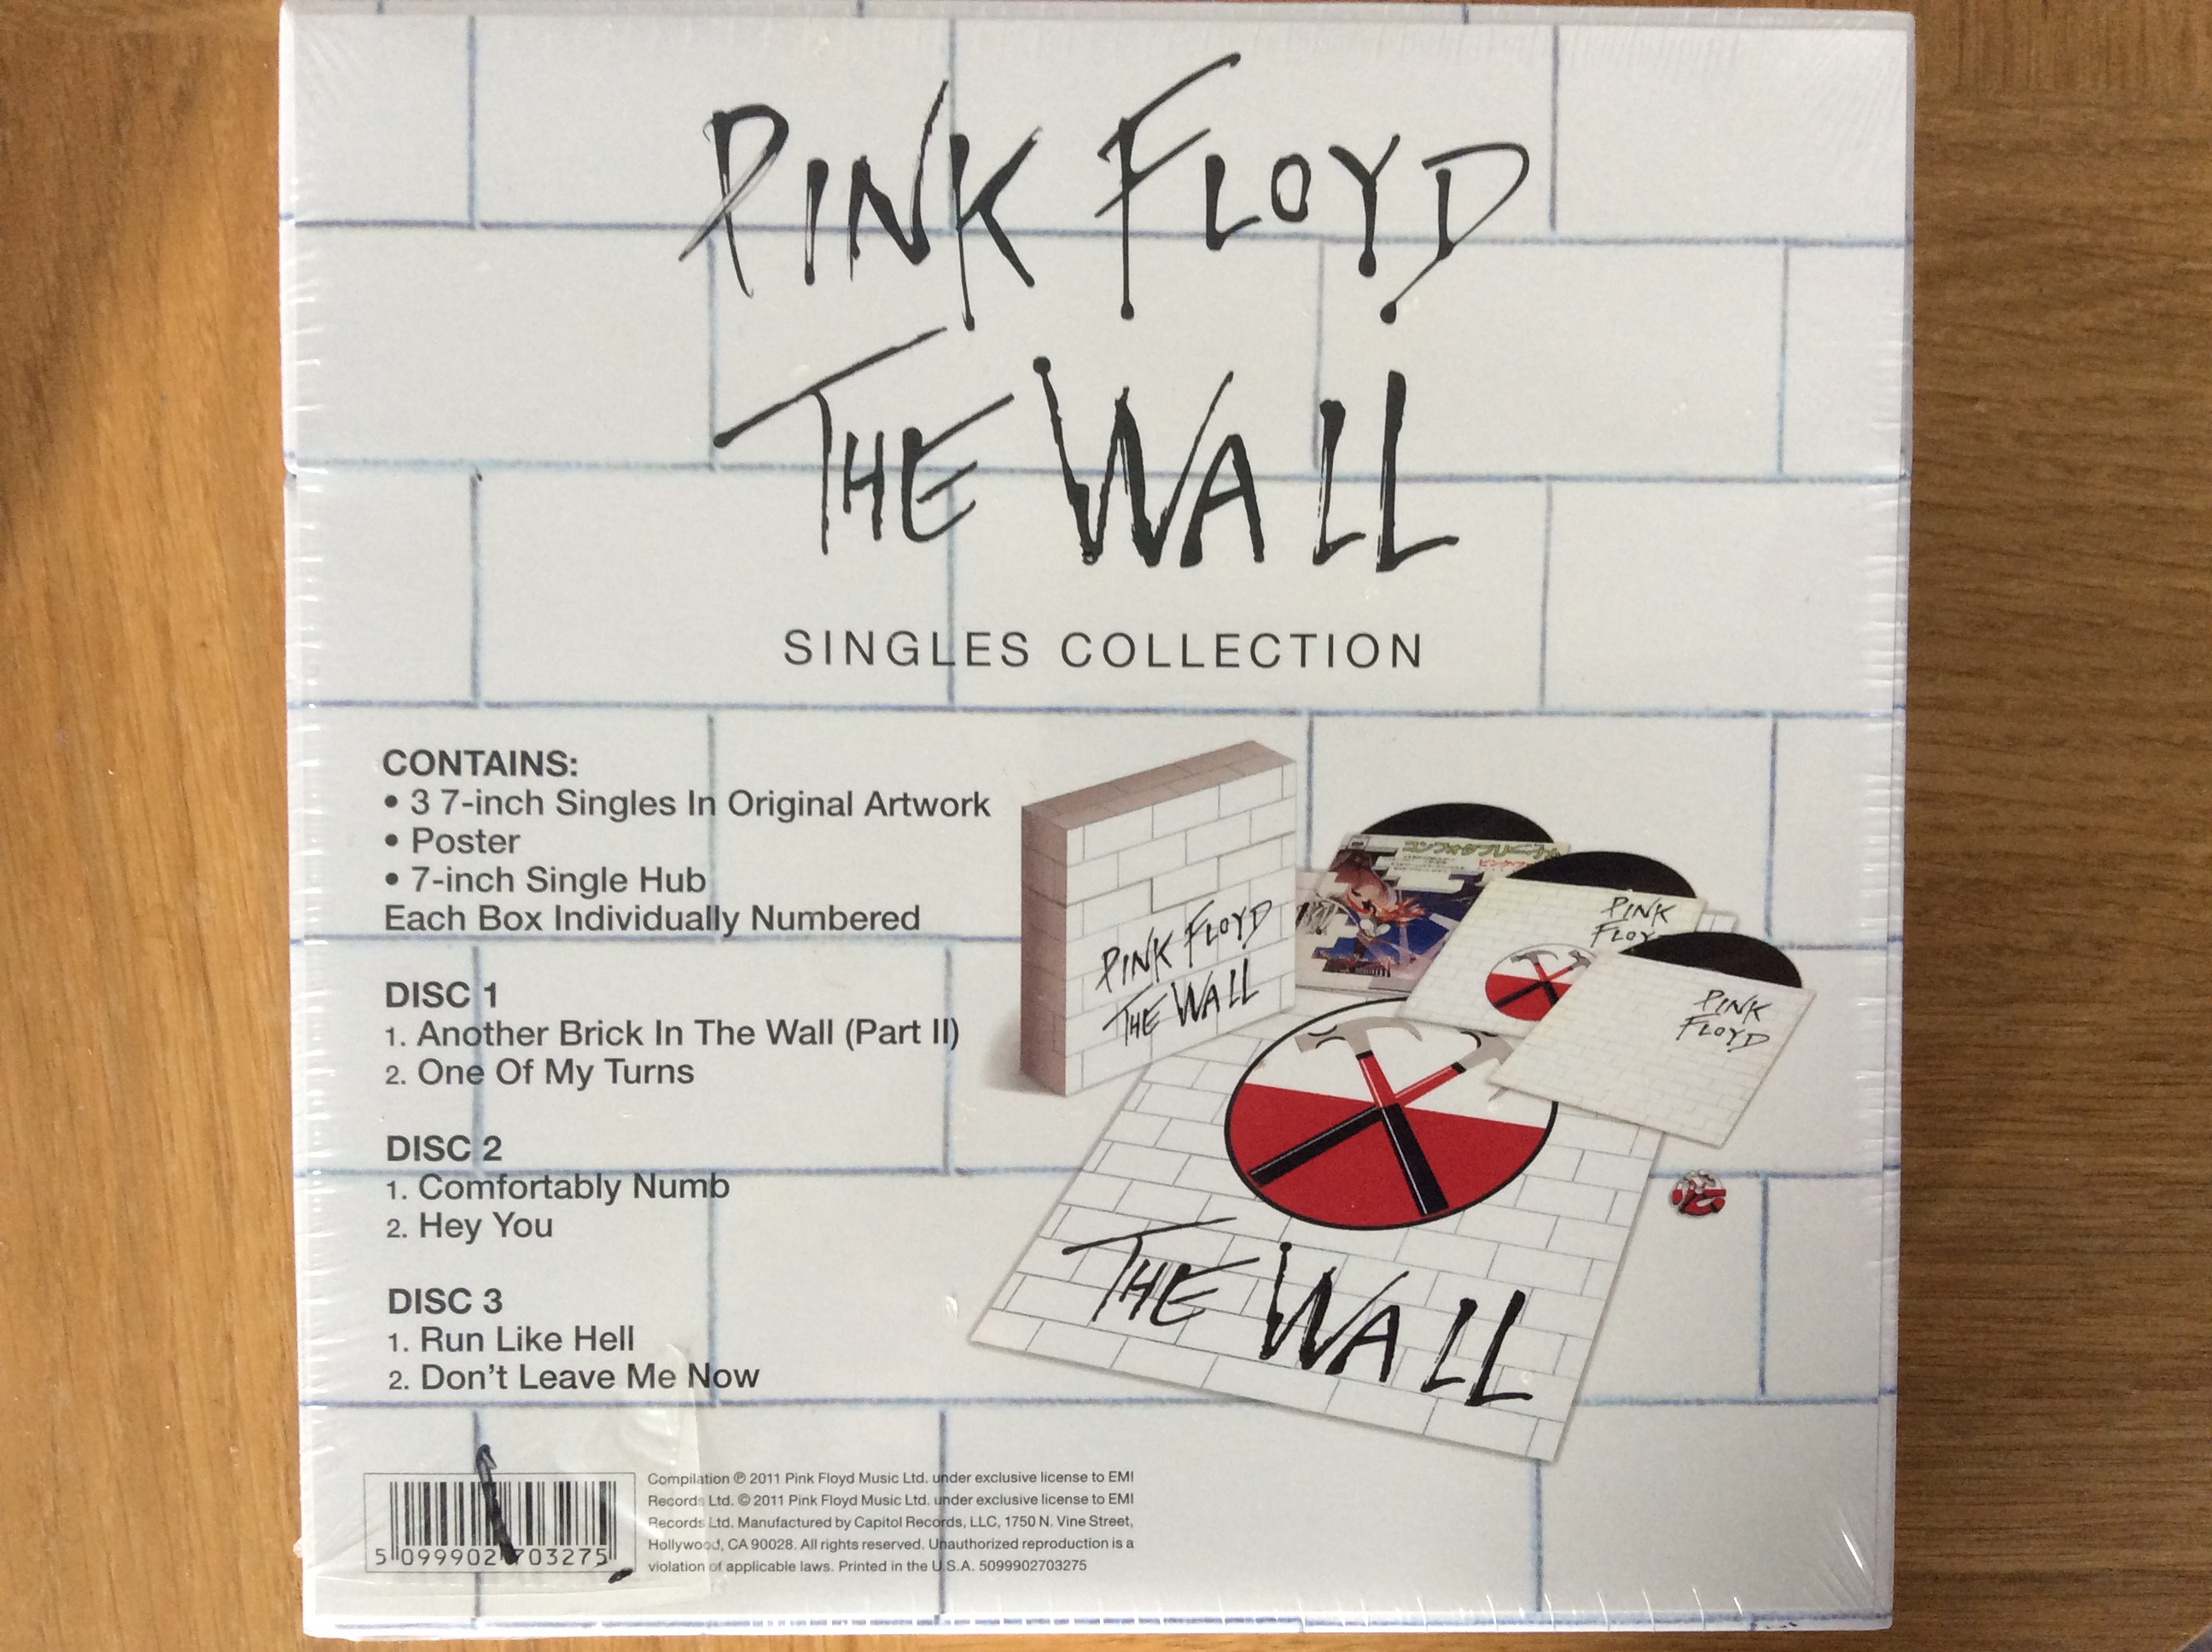 PINK FLOYD
THE WALL
SINGLES COLLECTION
CONTAINS:
• 3 7-inch Singles In Original Artwork
• Poster
• 7-inch Single Hub
Each Box Individually Numbered
DISC 1
1. Another Brick In The Wall (Part II)
2. One Of My Turns
DISC 2
1. Comfortably Numb
2. Hey You
DISC 3
1. Run Like Hell
2. Don't Leave Me Now
PINK FLOYD
THE WALL
PINK
FLOY
PINK
FLOYD
THE WALL
5 099902 703275
Compilation ℗ 2011 Pink Floyd Music Ltd. under exclusive license to EMI
Records Ltd. © 2011 Pink Floyd Music Ltd. under exclusive license to EMI
Records Ltd. Manufactured by Capitol Records, LLC, 1750 N. Vine Street,
Hollywood, CA 90028. All rights reserved. Unauthorized reproduction is a
violation of applicable laws. Printed in the U.S.A. 5099902703275